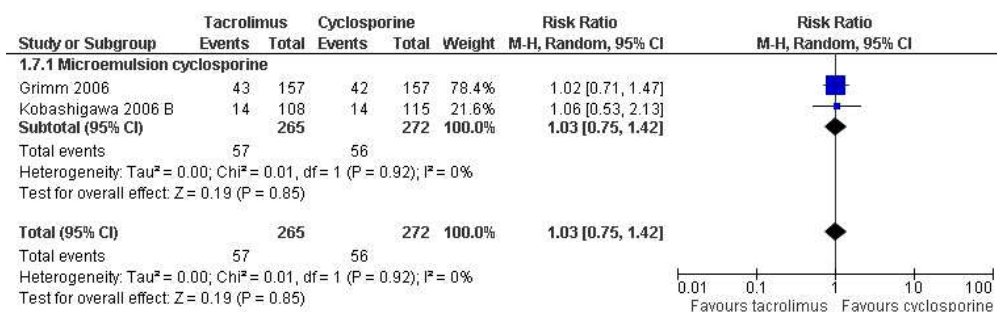 Tacrolimus Cyclosporine Risk Ratio Risk Ratio
Study or Subgroup Events Total Events Total Weight M-H, Random, 95% CI M-H, Random, 95% CI
1.7.1 Microemulsion cyclosporine
Grimm 2006 43 157 42 157 78.4% 1.02 [0.71, 1.47]
Kobashigawa 2006 B 14 108 14 115 21.6% 1.06 [0.53, 2.13]
Subtotal (95% CI) 265 272 100.0% 1.03 [0.75, 1.42]
Total events 57 56
Heterogeneity: Tau² = 0.00; Chi² = 0.01, df = 1 (P = 0.92); I² = 0%
Test for overall effect: Z = 0.19 (P = 0.85)
Total (95% CI) 265 272 100.0% 1.03 [0.75, 1.42]
Total events 57 56
Heterogeneity: Tau² = 0.00; Chi² = 0.01, df = 1 (P = 0.92); I² = 0%
Test for overall effect: Z = 0.19 (P = 0.85)
0.01 0.1 1 10 100
Favours tacrolimus Favours cyclosporine